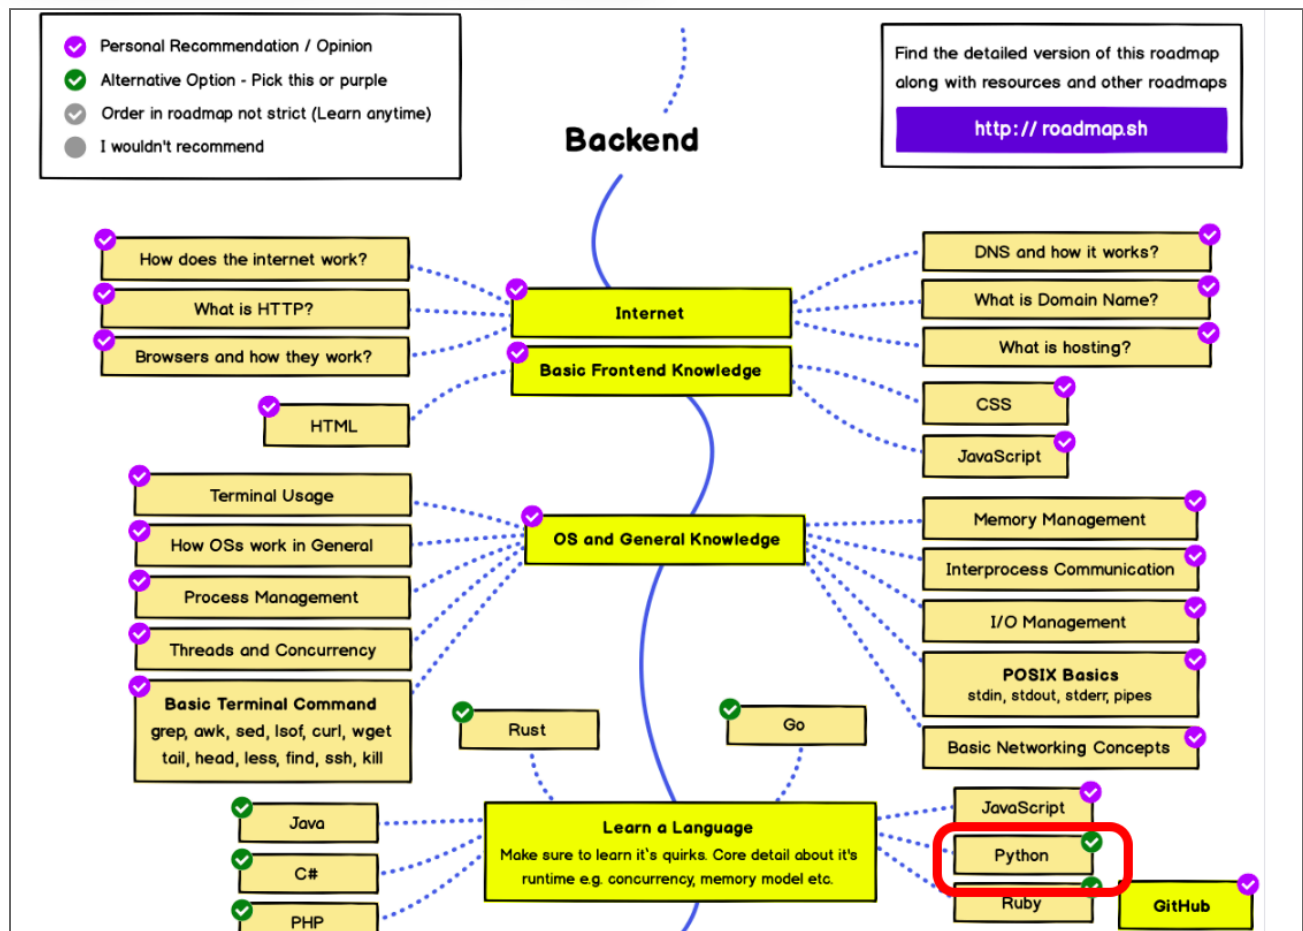 Personal Recommendation / Opinion
Alternative Option - Pick this or purple
Order in roadmap not strict (Learn anytime)
I wouldn't recommend
Find the detailed version of this roadmap
along with resources and other roadmaps
http://roadmap.sh
Backend
How does the internet work?
What is HTTP?
Browsers and how they work?
Internet
DNS and how it works?
What is Domain Name?
What is hosting?
Basic Frontend Knowledge
HTML
CSS
JavaScript
Terminal Usage
How OSs work in General
Process Management
Threads and Concurrency
Basic Terminal Command
grep, awk, sed, lsof, curl, wget
tail, head, less, find, ssh, kill
OS and General Knowledge
Memory Management
Interprocess Communication
I/O Management
POSIX Basics
stdin, stdout, stderr, pipes
Basic Networking Concepts
Rust
Go
Java
C#
PHP
Learn a Language
Make sure to learn it's quirks. Core detail about it's
runtime e.g. concurrency, memory model etc.
JavaScript
Python
Ruby
GitHub